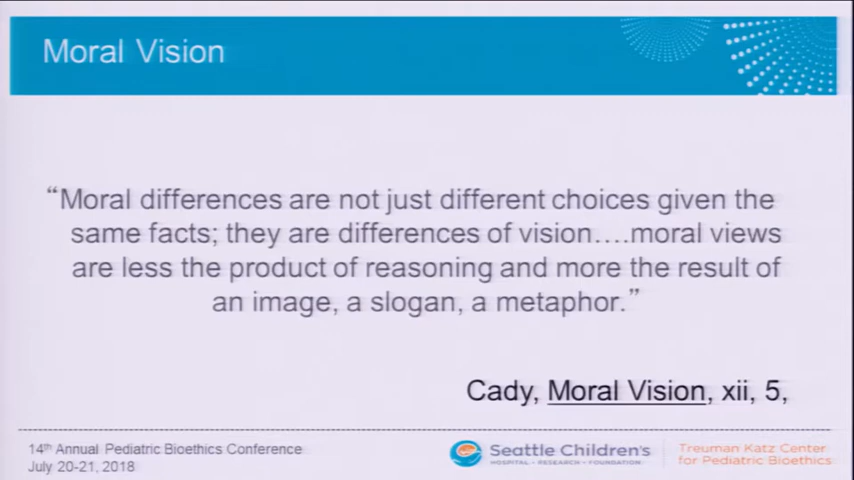 Moral Vision
“Moral differences are not just different choices given the
same facts; they are differences of vision….moral views
are less the product of reasoning and more the result of
an image, a slogan, a metaphor.”
Cady, Moral Vision, xii, 5,
14th Annual Pediatric Bioethics Conference
July 20-21, 2018
Seattle Children's
HOSPITAL • RESEARCH • FOUNDATION
Treuman Katz Center
for Pediatric Bioethics